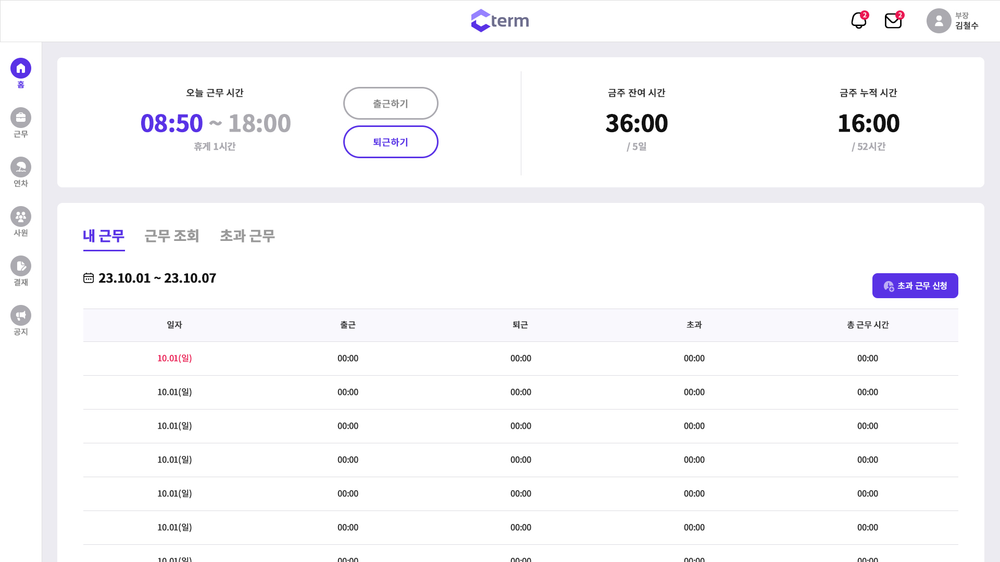 term
2
2
부장
김철수
홈
근무
연차
사원
결재
공지
오늘 근무 시간
08:50 ~ 18:00
휴게 1시간
출근하기
퇴근하기
금주 잔여 시간
36:00
/ 5일
금주 누적 시간
16:00
/ 52시간
내 근무 근무 조회 초과 근무
23.10.01 ~ 23.10.07
초과 근무 신청
일자 출근 퇴근 초과 총 근무 시간
10.01(일) 00:00 00:00 00:00 00:00
10.01(일) 00:00 00:00 00:00 00:00
10.01(일) 00:00 00:00 00:00 00:00
10.01(일) 00:00 00:00 00:00 00:00
10.01(일) 00:00 00:00 00:00 00:00
10.01(일) 00:00 00:00 00:00 00:00
10.01(일) 00:00 00:00 00:00 00:00